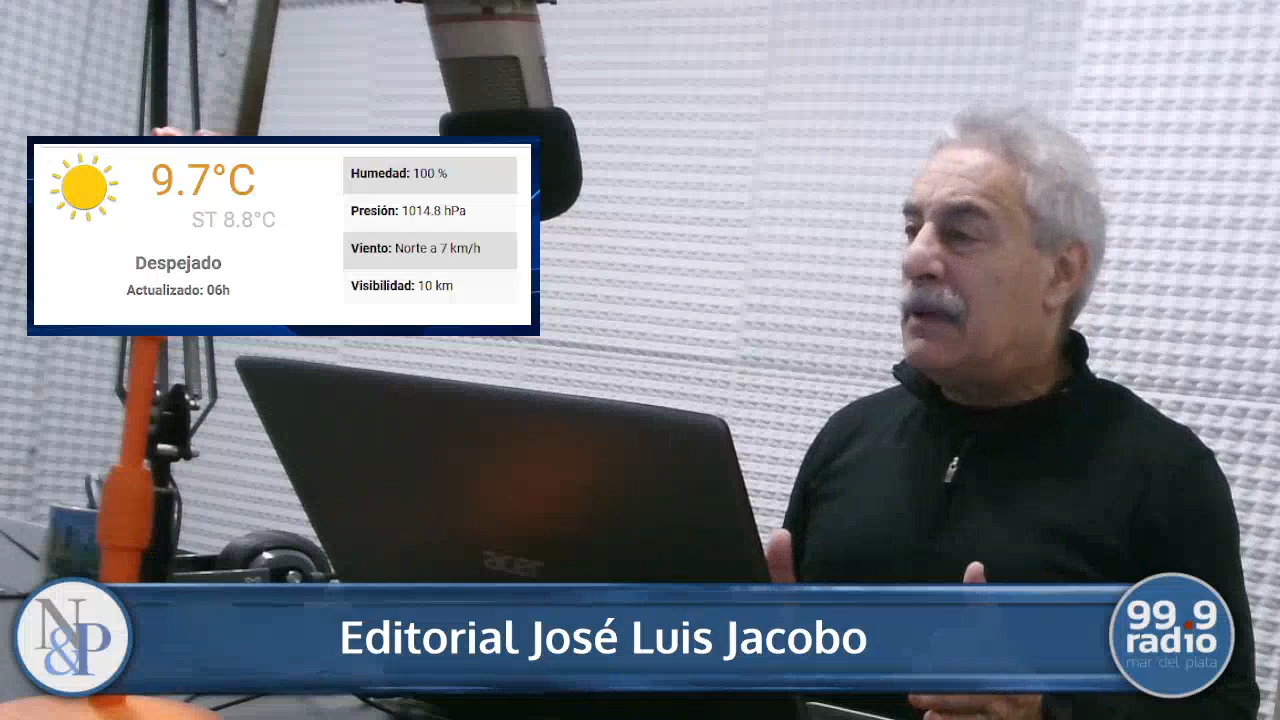 9.7°C
ST 8.8°C
Despejado
Actualizado: 06h
Humedad: 100 %
Presión: 1014.8 hPa
Viento: Norte a 7 km/h
Visibilidad: 10 km
acer
N&P
Editorial José Luis Jacobo
99.9
radio
mar del plata